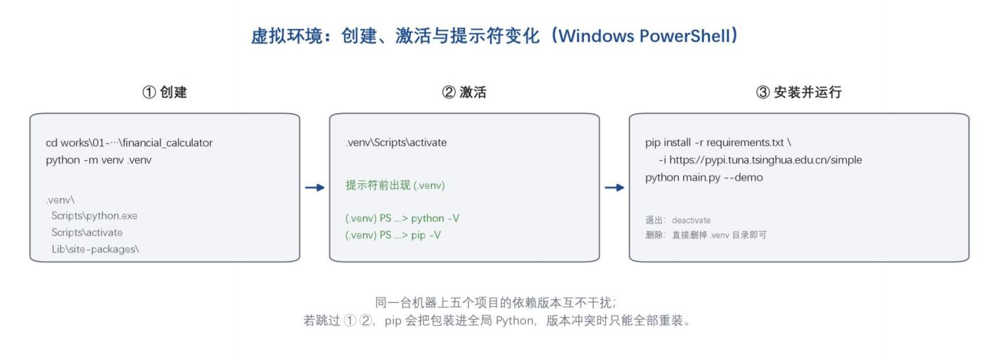 虚拟环境：创建、激活与提示符变化（Windows PowerShell）
① 创建
cd works\01-···\financial_calculator
python -m venv .venv
.venv\
Scripts\python.exe
Scripts\activate
Lib\site-packages\
② 激活
.venv\Scripts\activate
提示符前出现 (.venv)
(.venv) PS ...> python -V
(.venv) PS ...> pip -V
③ 安装并运行
pip install -r requirements.txt \
-i https://pypi.tuna.tsinghua.edu.cn/simple
python main.py --demo
退出：deactivate
删除：直接删掉 .venv 目录即可
同一台机器上五个项目的依赖版本互不干扰；
若跳过 ① ②，pip 会把包装进全局 Python，版本冲突时只能全部重装。